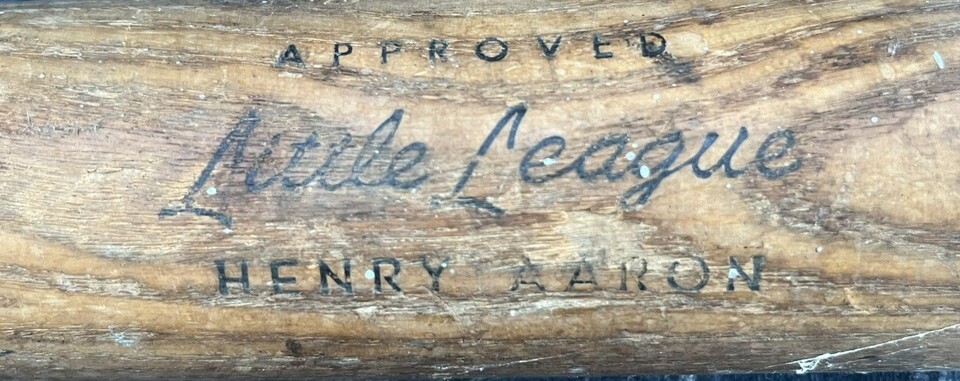 APPROVED
Little League
HENRY AARON